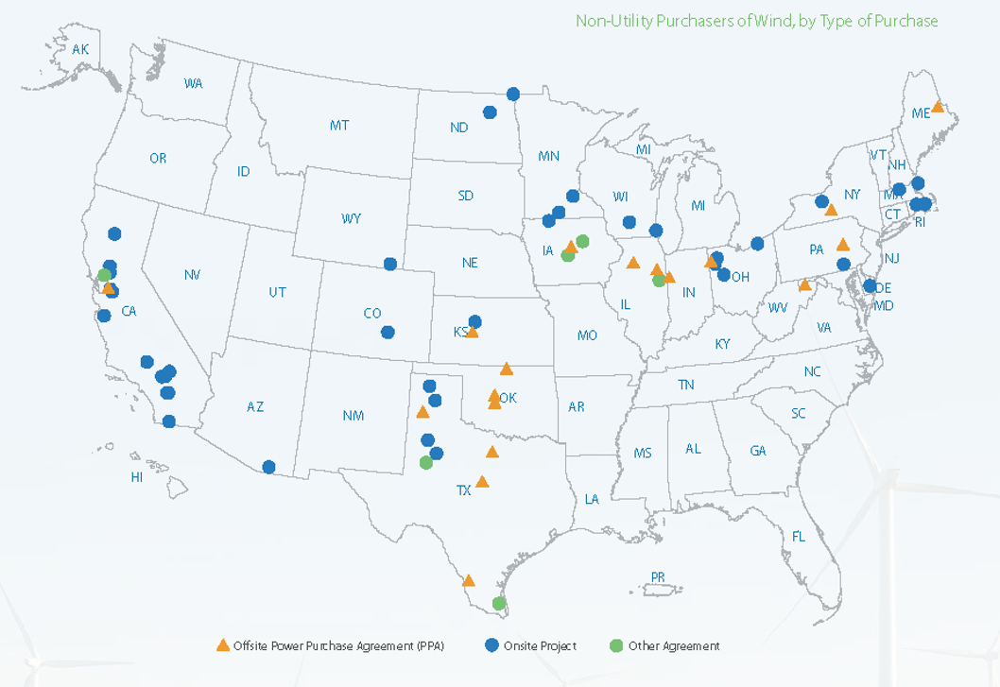 Non-Utility Purchasers of Wind, by Type of Purchase
AK
WA
MT
ND
MN
MI
ME
OR
ID
SD
WI
MI
NY
VT
NH
MA
CT
RI
WY
NE
IA
IL
IN
OH
PA
NJ
NV
UT
CO
KS
MO
KY
WV
VA
DE
MD
CA
AZ
NM
OK
AR
TN
NC
SC
MS
AL
GA
HI
TX
LA
FL
PR
Offsite Power Purchase Agreement (PPA)
Onsite Project
Other Agreement